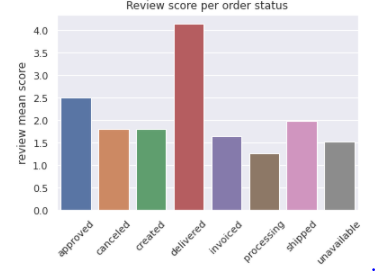 Review score per order status
review mean score
4.0
3.5
3.0
2.5
2.0
1.5
1.0
0.5
0.0
approved
canceled
created
delivered
invoiced
processing
shipped
unavailable